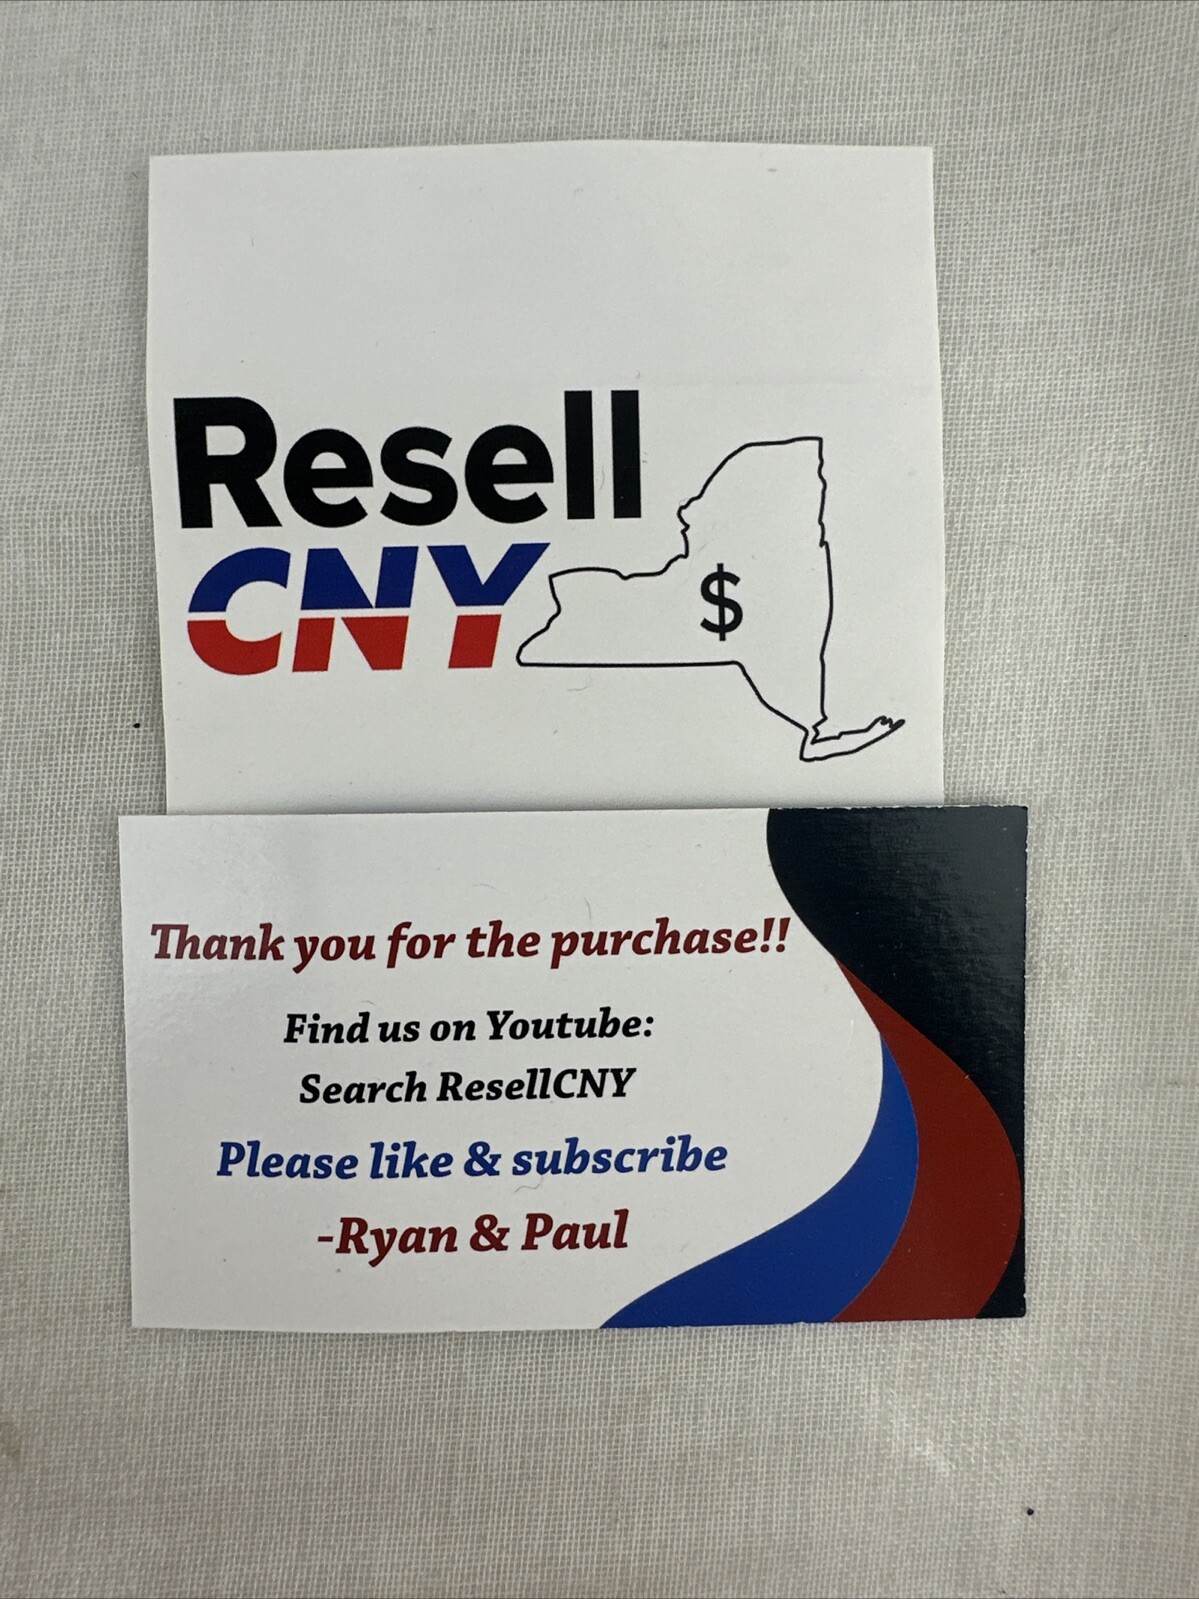 Resell
CNY
$
Thank you for the purchase!!
Find us on Youtube:
Search ResellCNY
Please like & subscribe
-Ryan & Paul